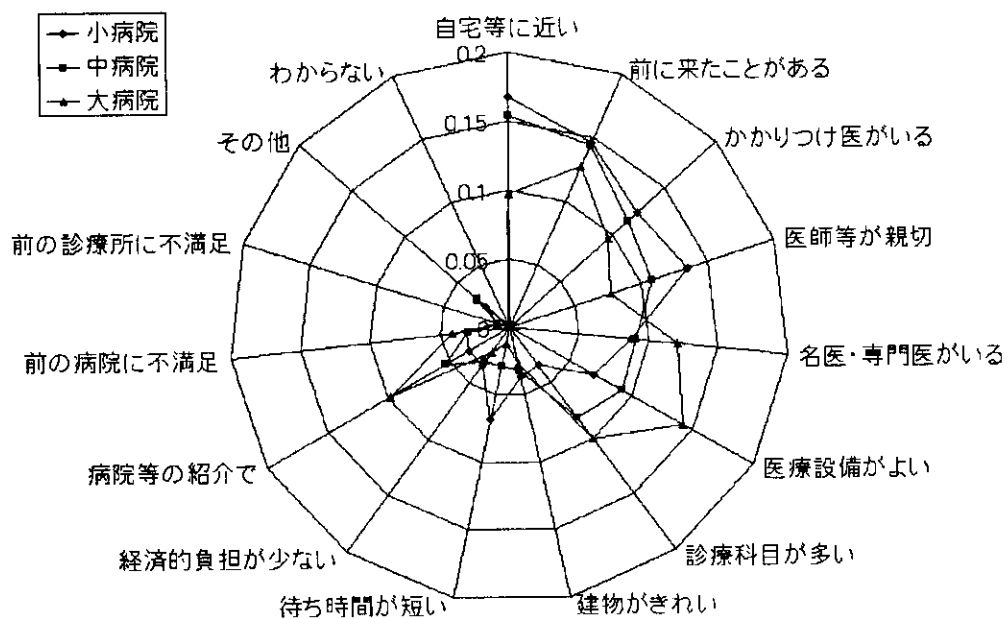 小病院
中病院
大病院
自宅等に近い
前に来たことがある
かかりつけ医がいる
医師等が親切
名医・専門医がいる
医療設備がよい
診療科目が多い
建物がきれい
待ち時間が短い
経済的負担が少ない
病院等の紹介で
前の病院に不満足
前の診療所に不満足
その他
わからない
0.2
0.15
0.1
0.05
0